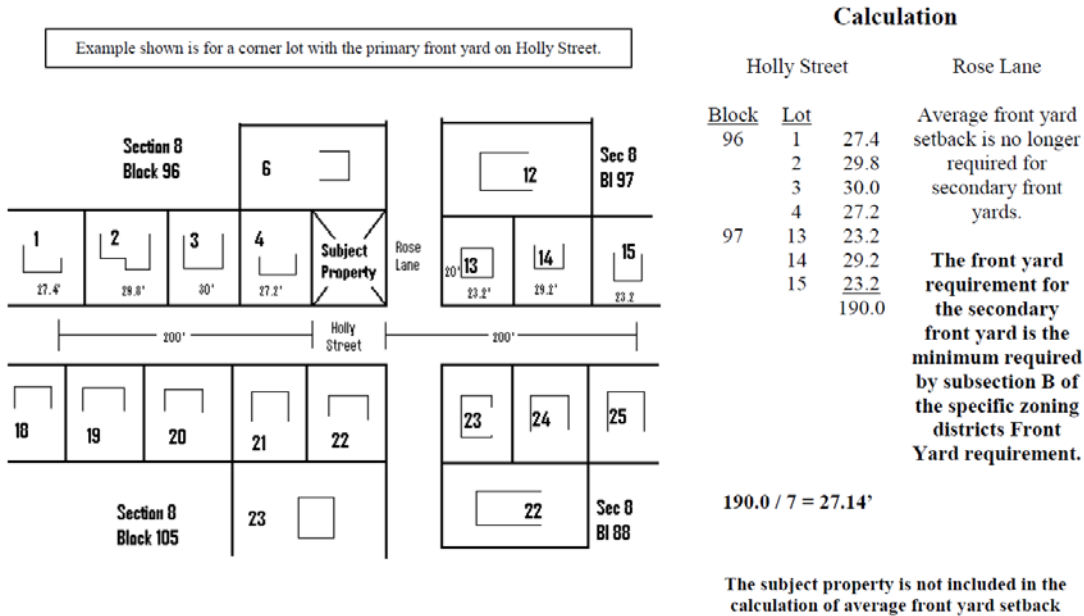 Example shown is for a corner lot with the primary front yard on Holly Street.
Section 8
Block 96
6
12
Sec 8
Bl 97
1
2
3
4
Subject
Property
Rose
Lane
20'
13
14
15
27.4'
29.8'
30'
27.2'
23.2'
29.2'
23.2
200'
Holly
Street
200'
18
19
20
21
22
23
24
25
Section 8
Block 105
23
22
Sec 8
Bl 88
Calculation
Holly Street
Rose Lane
Block Lot
96 1 27.4
2 29.8
3 30.0
4 27.2
97 13 23.2
14 29.2
15 23.2
190.0
Average front yard
setback is no longer
required for
secondary front
yards.
The front yard
requirement for
the secondary
front yard is the
minimum required
by subsection B of
the specific zoning
districts Front
Yard requirement.
190.0 / 7 = 27.14’
The subject property is not included in the
calculation of average front yard setback